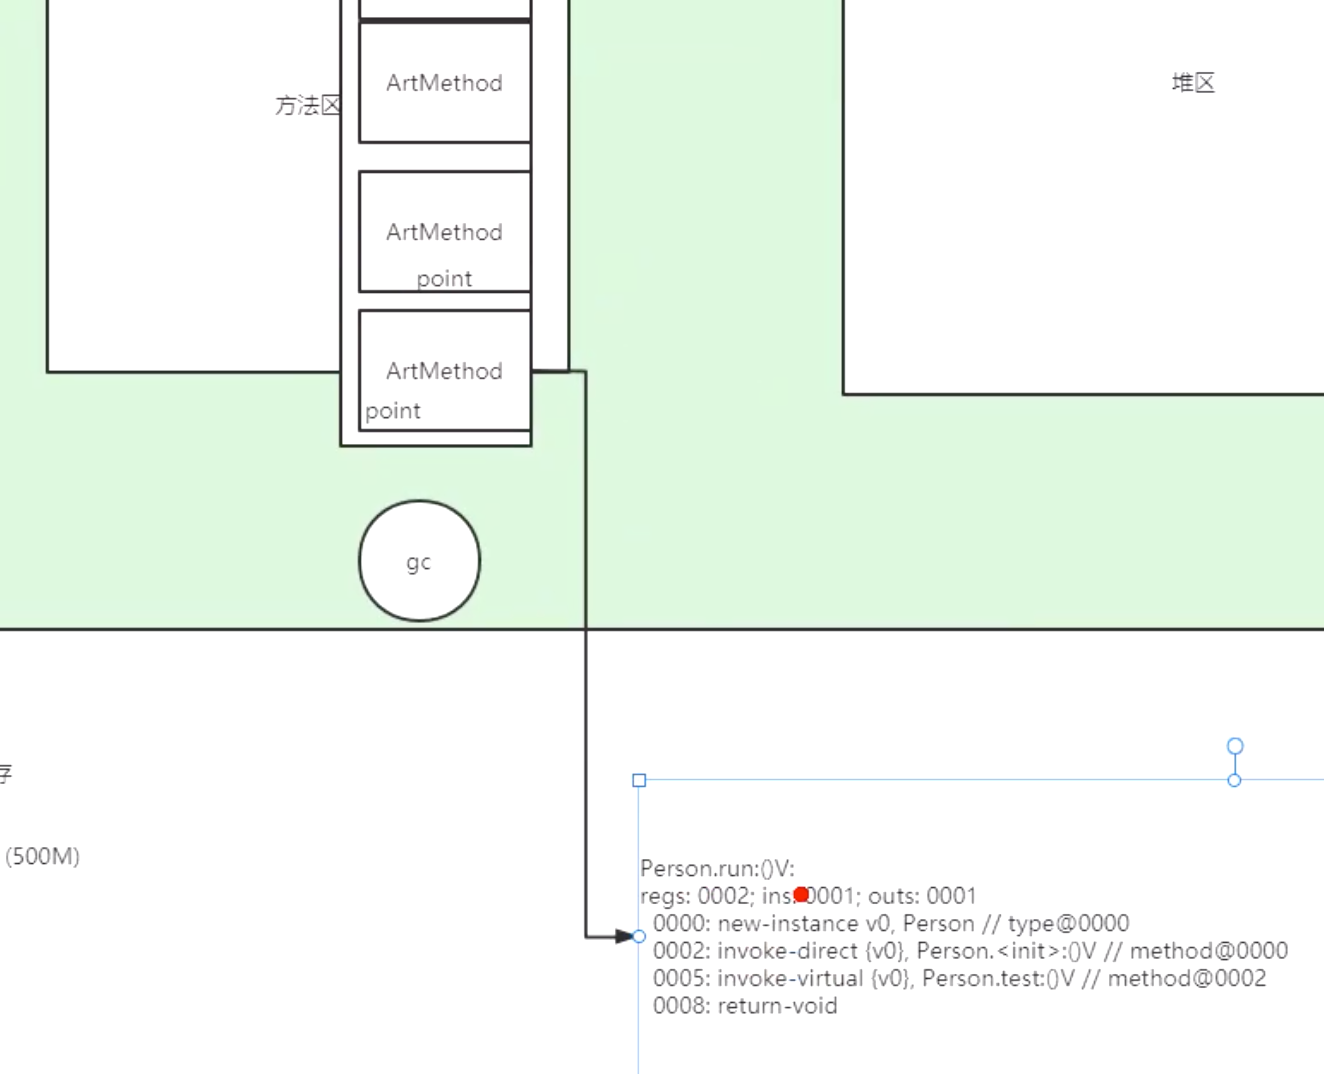 ArtMethod
方法区
堆区
ArtMethod
point
ArtMethod
point
gc
存
(500M)
Person.run:()V:
regs: 0002; ins: 0001; outs: 0001
0000: new-instance v0, Person // type@0000
0002: invoke-direct {v0}, Person.<init>:()V // method@0000
0005: invoke-virtual {v0}, Person.test:()V // method@0002
0008: return-void